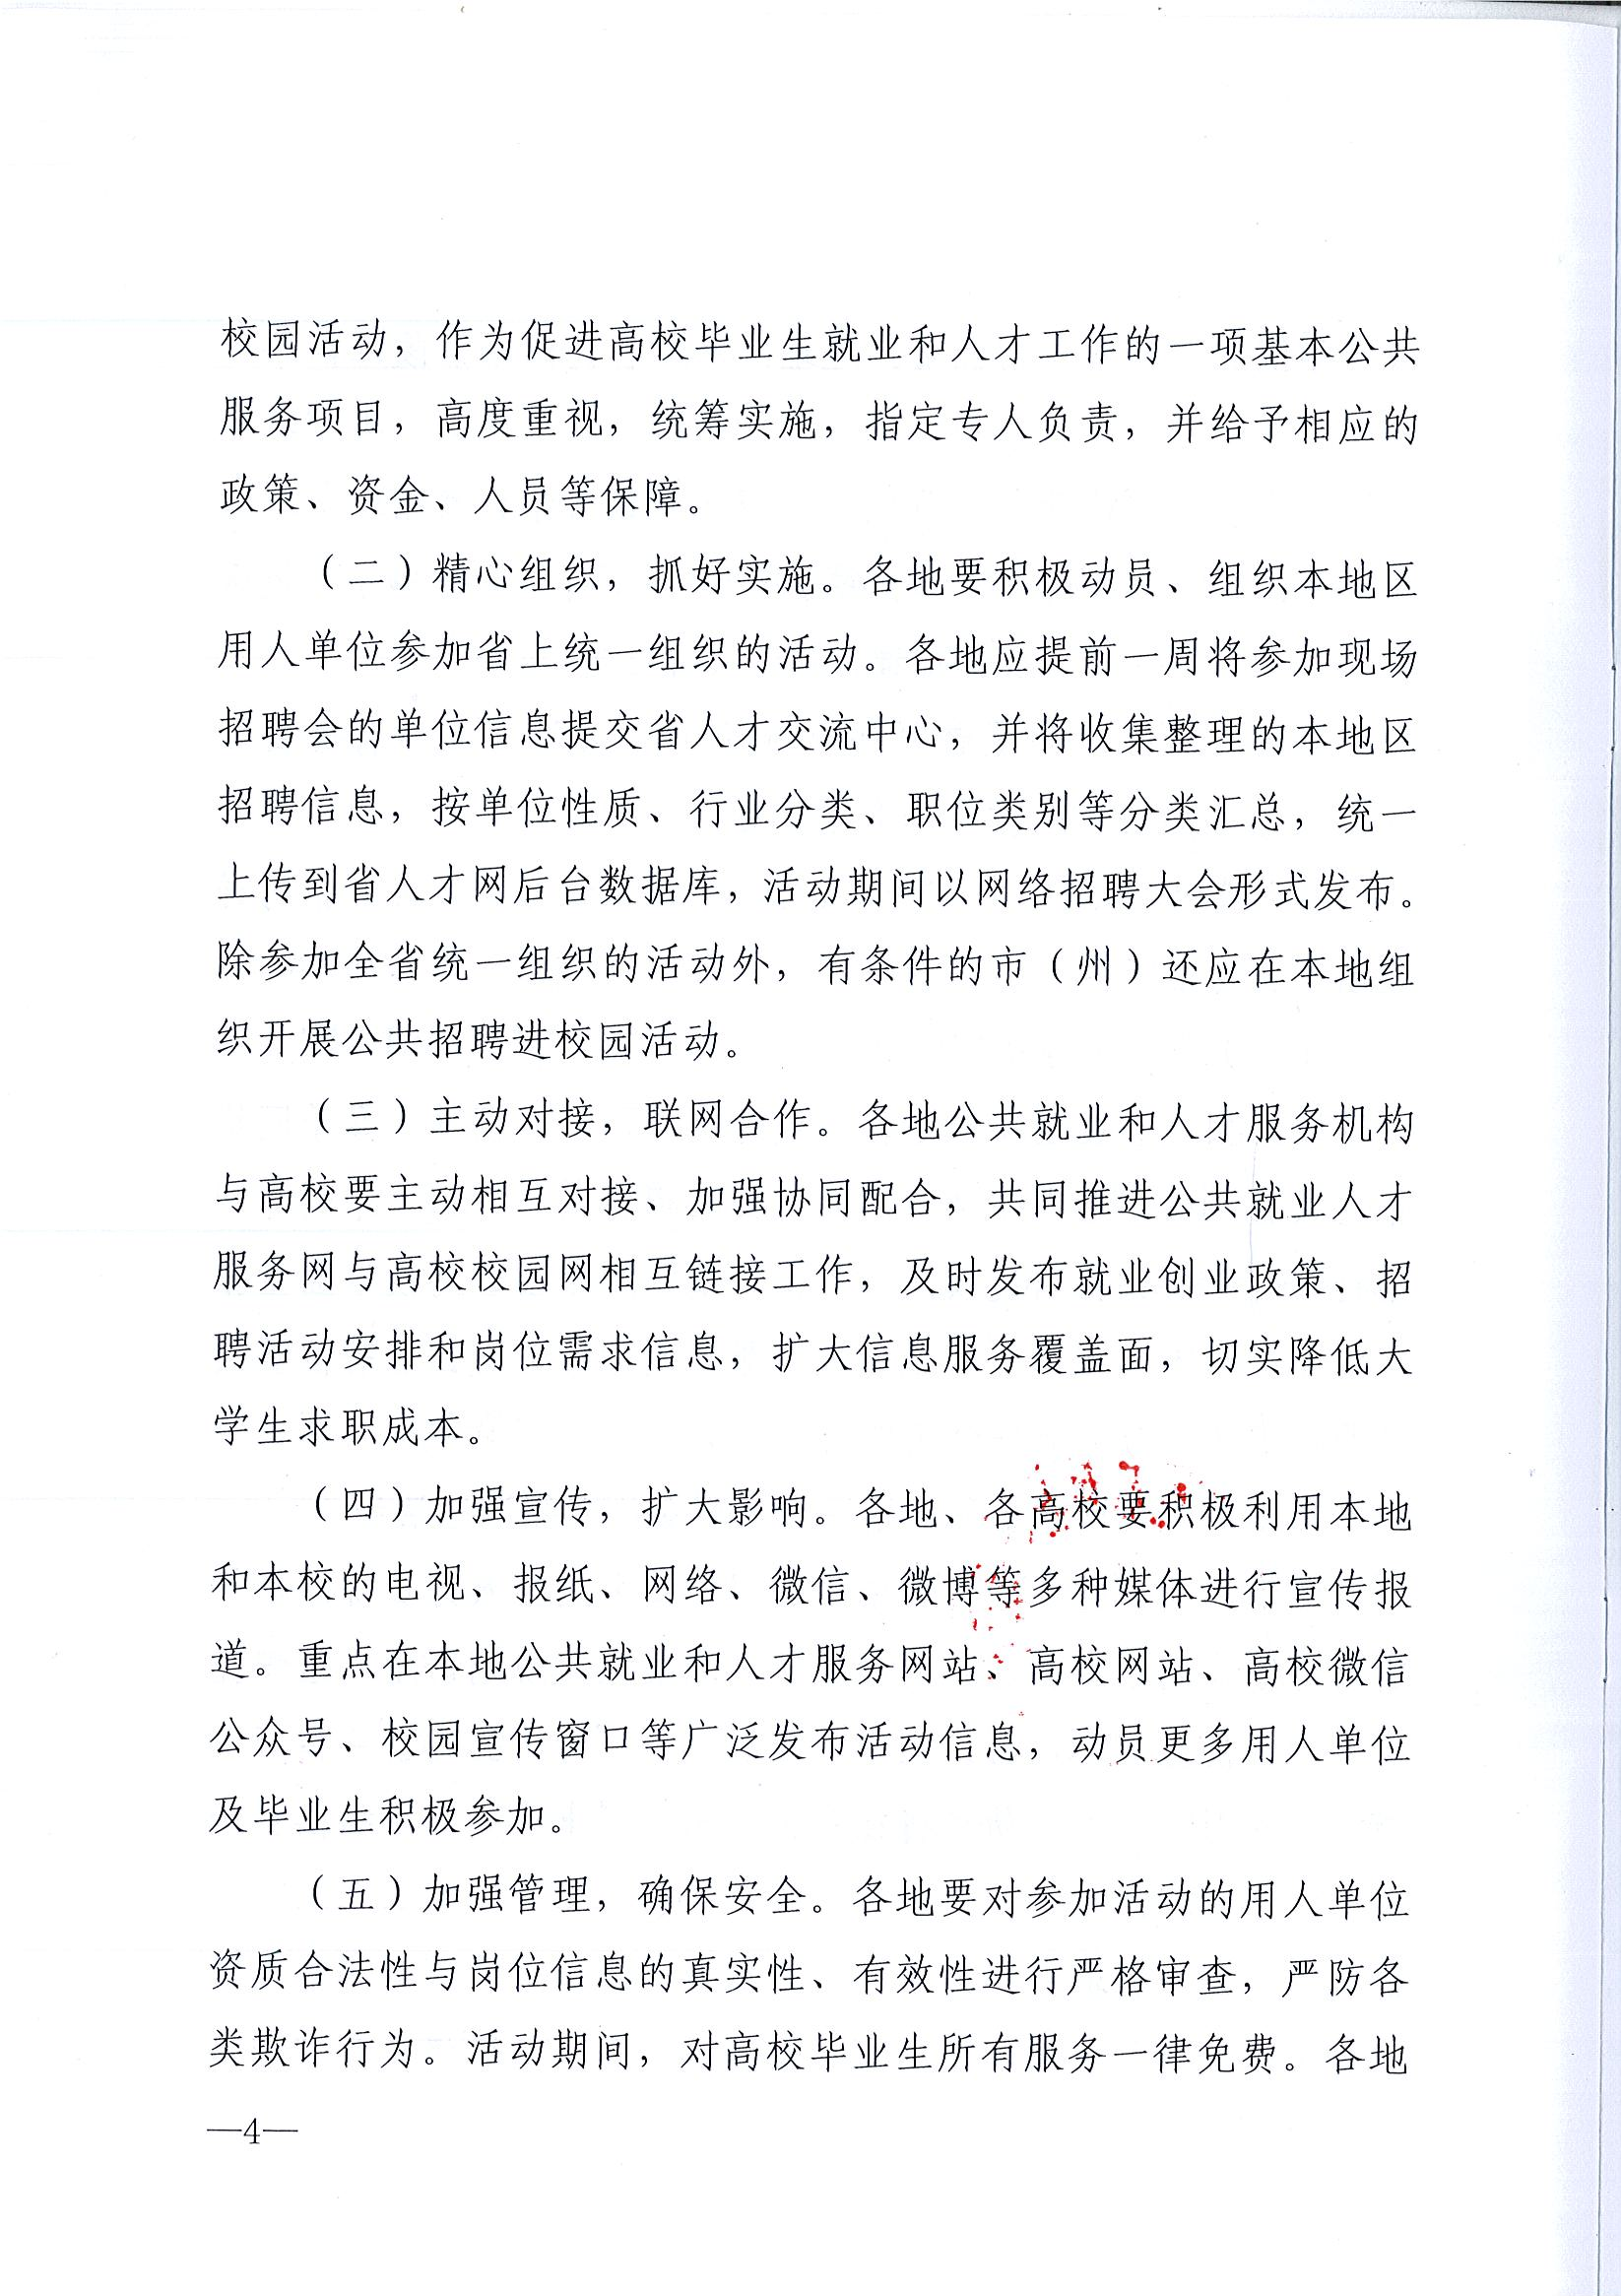 校园活动，作为促进高校毕业生就业和人才工作的一项基本公共
服务项目，高度重视，统筹实施，指定专人负责，并给予相应的
政策、资金、人员等保障。
（二）精心组织，抓好实施。各地要积极动员、组织本地区
用人单位参加省上统一组织的活动。各地应提前一周将参加现场
招聘会的单位信息提交省人才交流中心，并将收集整理的本地区
招聘信息，按单位性质、行业分类、职位类别等分类汇总，统一
上传到省人才网后台数据库，活动期间以网络招聘大会形式发布。
除参加全省统一组织的活动外，有条件的市（州）还应在本地组
织开展公共招聘进校园活动。
（三）主动对接，联网合作。各地公共就业和人才服务机构
与高校要主动相互对接、加强协同配合，共同推进公共就业人才
服务网与高校校园网相互链接工作，及时发布就业创业政策、招
聘活动安排和岗位需求信息，扩大信息服务覆盖面，切实降低大
学生求职成本。
（四）加强宣传，扩大影响。各地、各高校要积极利用本地
和本校的电视、报纸、网络、微信、微博等多种媒体进行宣传报
道。重点在本地公共就业和人才服务网站、高校网站、高校微信
公众号、校园宣传窗口等广泛发布活动信息，动员更多用人单位
及毕业生积极参加。
（五）加强管理，确保安全。各地要对参加活动的用人单位
资质合法性与岗位信息的真实性、有效性进行严格审查，严防各
类欺诈行为。活动期间，对高校毕业生所有服务一律免费。各地
—4—